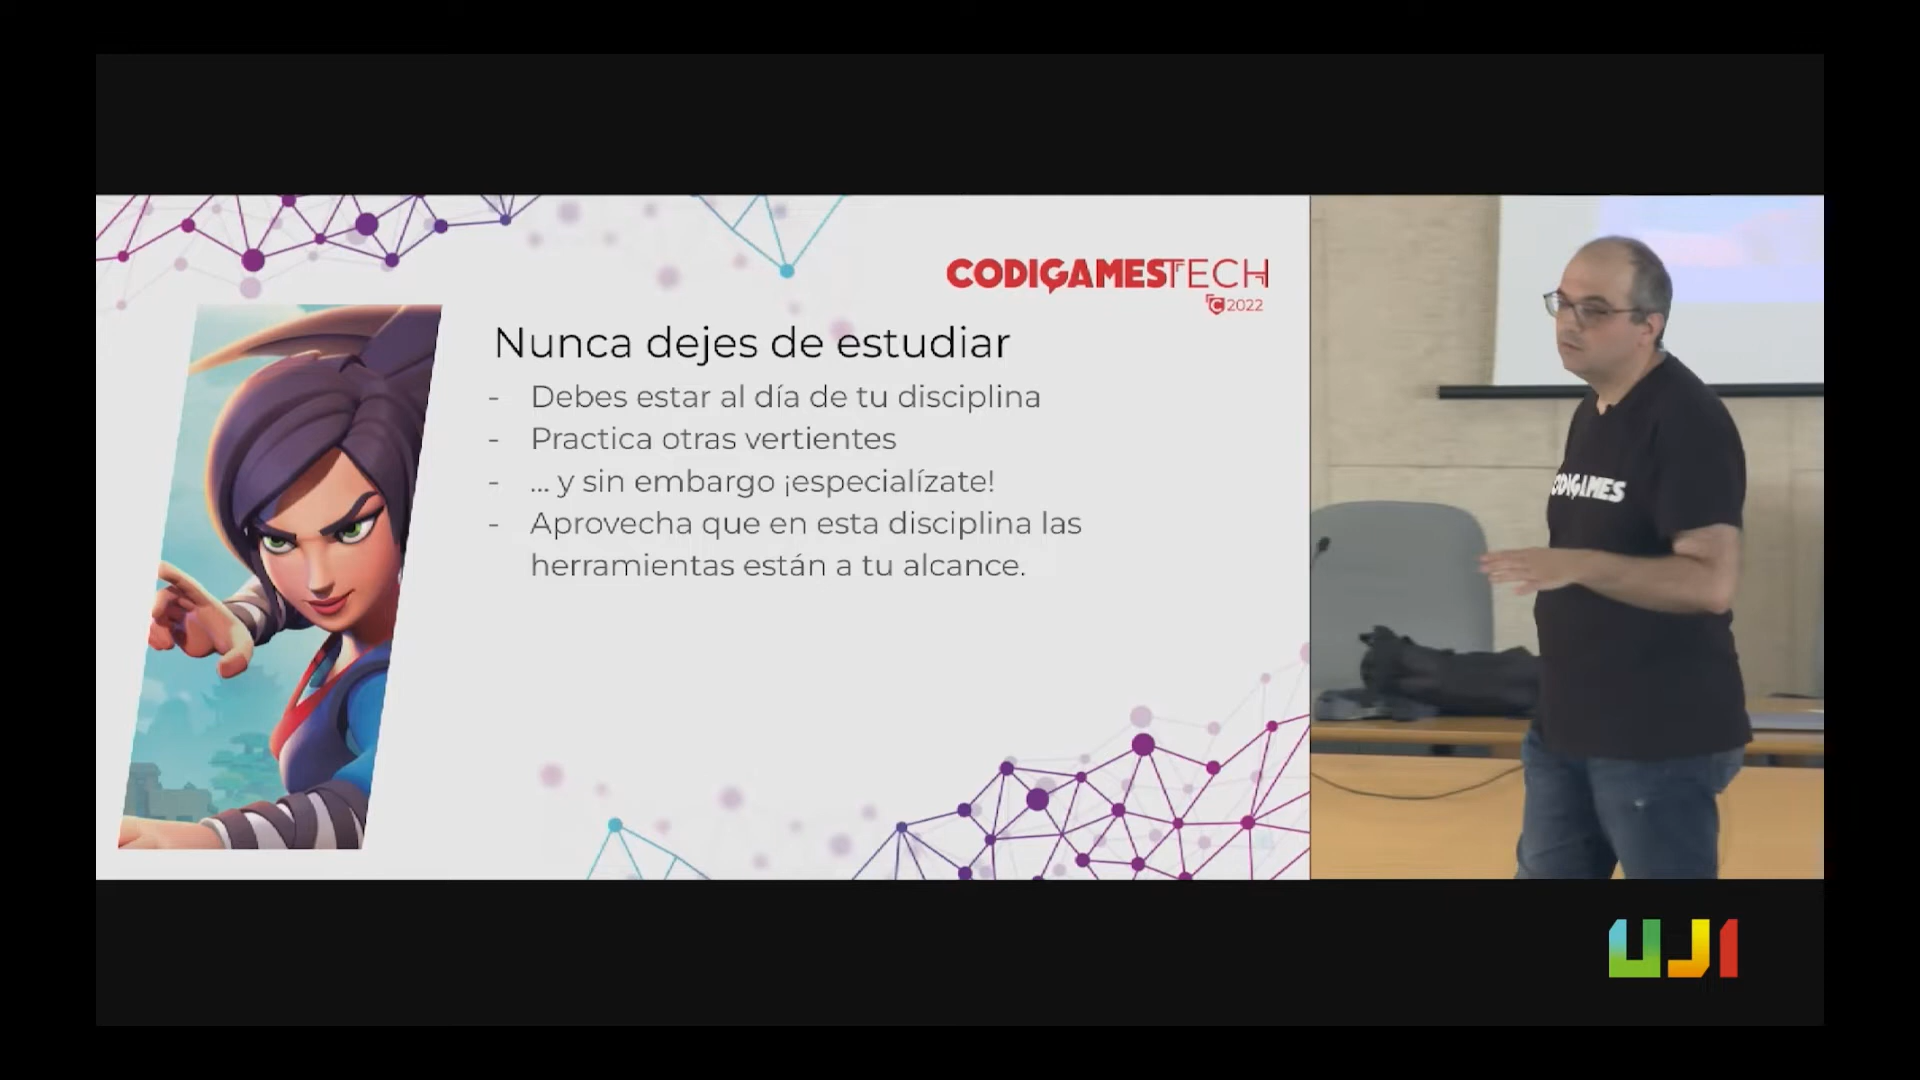 CODIGAMESTECH
2022
Nunca dejes de estudiar
- Debes estar al día de tu disciplina
- Practica otras vertientes
- ... y sin embargo ¡especialízate!
- Aprovecha que en esta disciplina las
herramientas están a tu alcance.
CODIGAMES
UJI